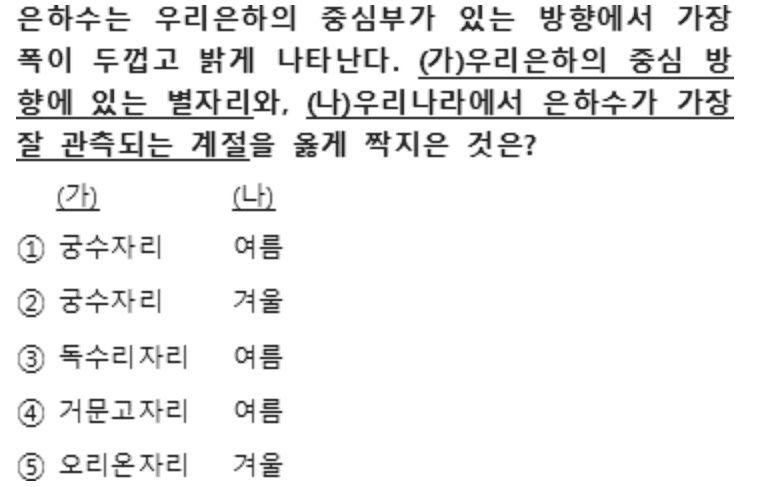 은하수는 우리은하의 중심부가 있는 방향에서 가장
폭이 두껍고 밝게 나타난다. (가)우리은하의 중심 방
향에 있는 별자리와, (나)우리나라에서 은하수가 가장
잘 관측되는 계절을 옳게 짝지은 것은?
(가) (나)
① 궁수자리 여름
② 궁수자리 겨울
③ 독수리자리 여름
④ 거문고자리 여름
⑤ 오리온자리 겨울